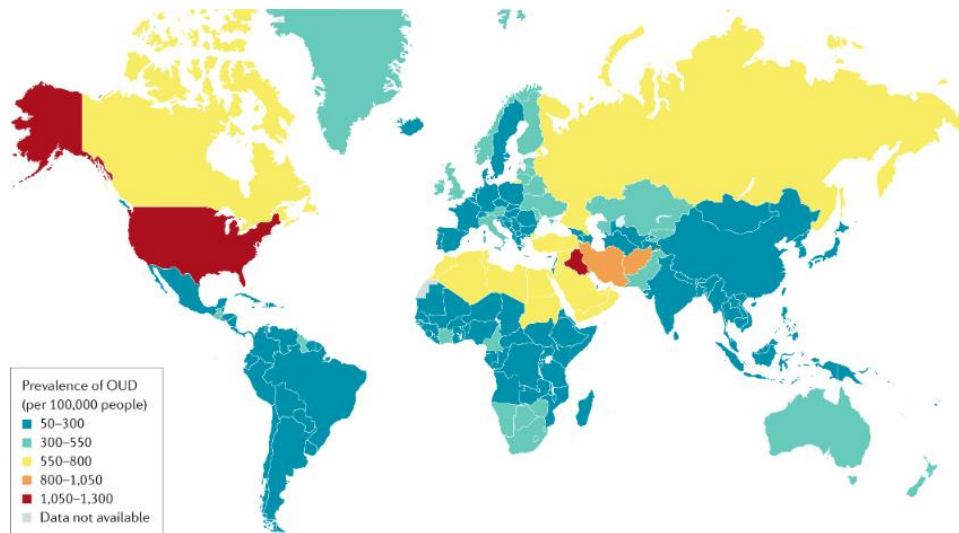 Prevalence of OUD
(per 100,000 people)
50–300
300–550
550–800
800–1,050
1,050–1,300
Data not available